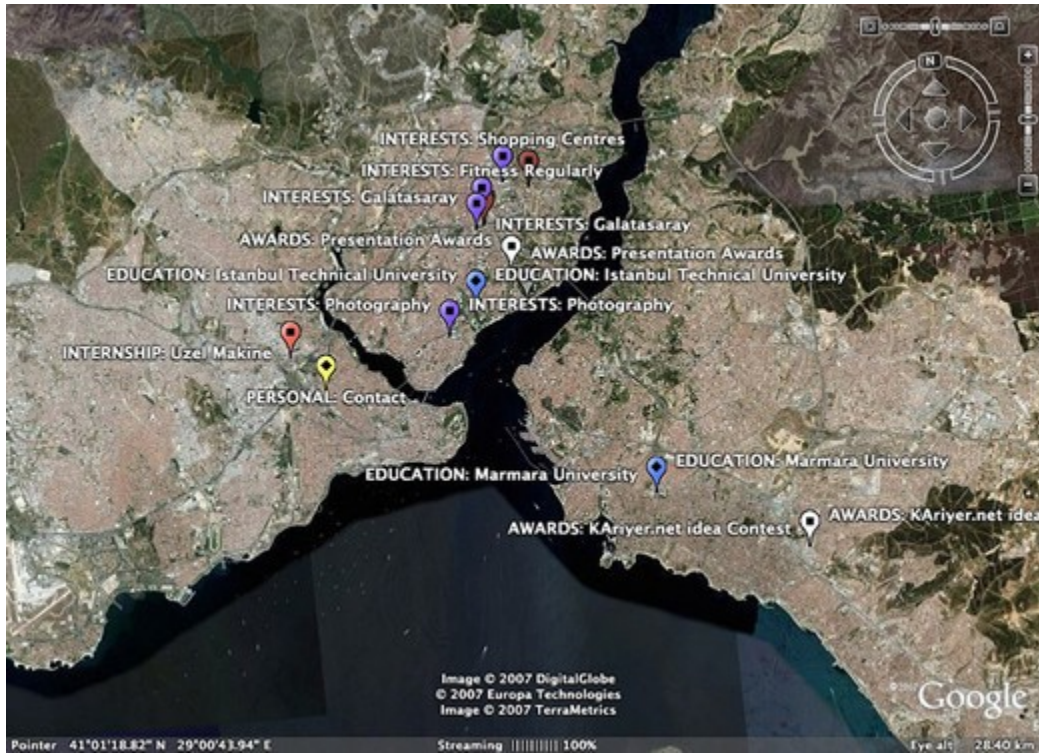 N
INTERESTS: Shopping Centres
INTERESTS: Fitness Regularly
INTERESTS: Galatasaray
INTERESTS: Galatasaray
AWARDS: Presentation Awards
AWARDS: Presentation Awards
EDUCATION: Istanbul Technical University
EDUCATION: Istanbul Technical University
INTERESTS: Photography
INTERESTS: Photography
INTERNSHIP: Uzel Makine
PERSONAL: Contact
EDUCATION: Marmara University
EDUCATION: Marmara University
AWARDS: KAriyer.net idea
AWARDS: KAriyer.net idea Contest
Image © 2007 DigitalGlobe
© 2007 Europa Technologies
Image © 2007 TerraMetrics
Google
Pointer 41°01'18.82" N 29°00'43.94" E Streaming 100% Eye alt 28.40 km